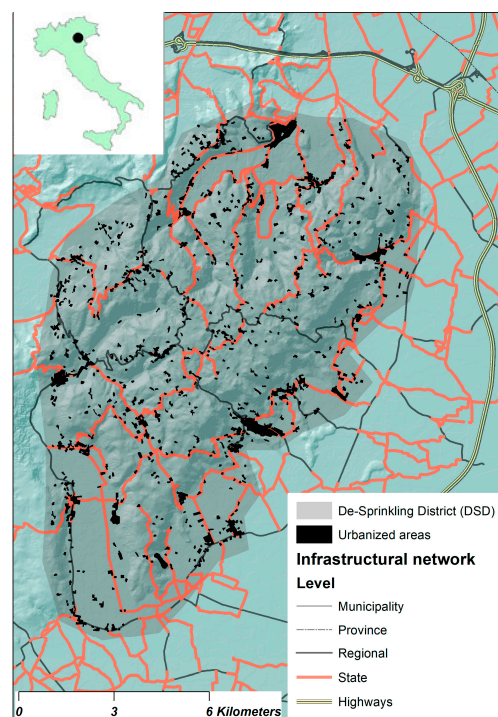 De-Sprinkling District (DSD)
Urbanized areas
Infrastructural network
Level
Municipality
Province
Regional
State
Highways
0 3 6 Kilometers